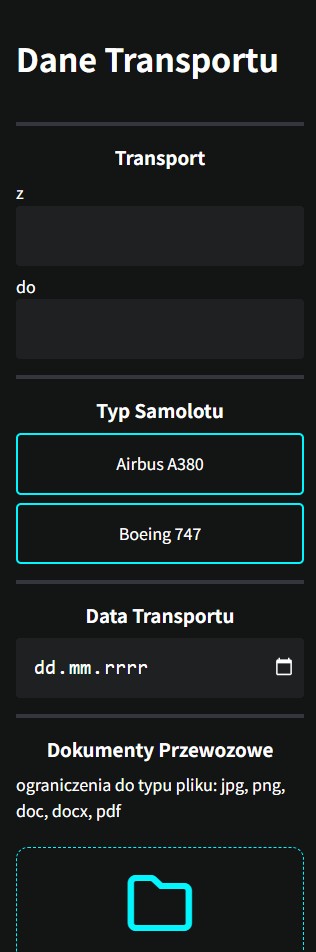 Dane Transportu
Transport
z
do
Typ Samolotu
Airbus A380
Boeing 747
Data Transportu
dd.mm.rrrr
Dokumenty Przewozowe
ograniczenia do typu pliku: jpg, png,
doc, docx, pdf